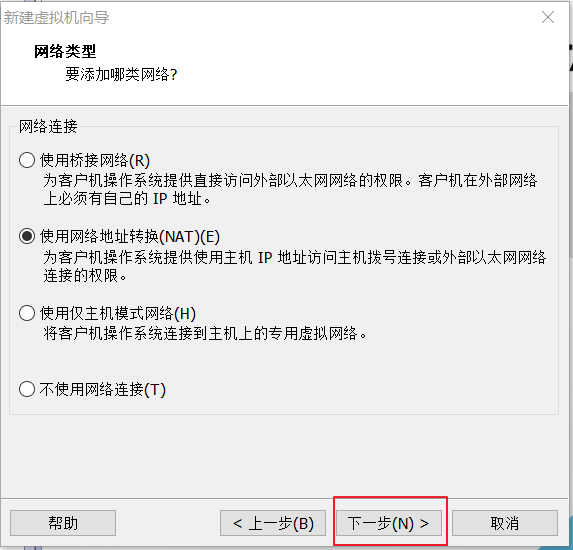 新建虚拟机向导
网络类型
要添加哪类网络?
网络连接
使用桥接网络(R)
为客户机操作系统提供直接访问外部以太网网络的权限。客户机在外部网络
上必须有自己的 IP 地址。
使用网络地址转换(NAT)(E)
为客户机操作系统提供使用主机 IP 地址访问主机拨号连接或外部以太网网络
连接的权限。
使用仅主机模式网络(H)
将客户机操作系统连接到主机上的专用虚拟网络。
不使用网络连接(T)
帮助
< 上一步(B)
下一步(N) >
取消